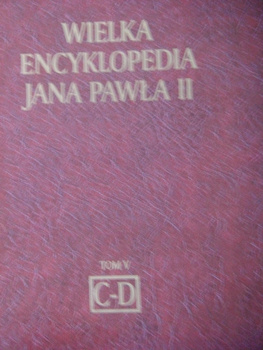 WIELKA
ENCYKLOPEDIA
JANA PAWŁA II
TOM V
C-D